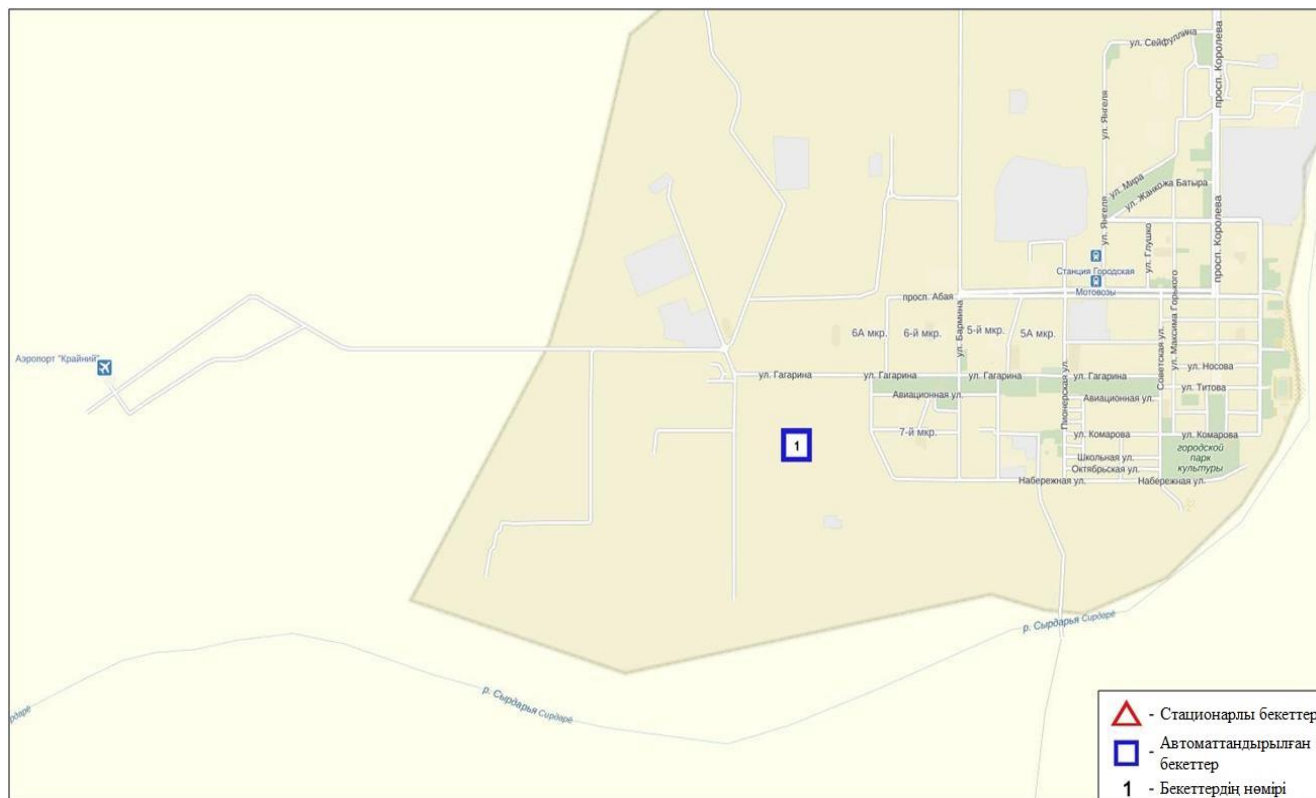 ул. Сейфуллина
просп. Королева
ул. Янгеля
ул. Мира
ул. Жанкожа Батыра
ул. Янгеля
ул. Глушко
просп. Королева
Станция Городская
Мотовозы
ул. Максима Горького
просп. Абая
6А мкр.
6-й мкр.
ул. Бармина
5-й мкр.
5А мкр.
Советская ул.
Аэропорт "Крайний"
ул. Носова
ул. Гагарина
ул. Гагарина
ул. Гагарина
ул. Гагарина
Пионерская ул.
ул. Титова
Авиационная ул.
Авиационная ул.
7-й мкр.
ул. Комарова
ул. Комарова
1
городской
парк
культуры
Школьная ул.
Октябрьская ул.
Набережная ул.
Набережная ул.
р. Сырдарья Сирдарё
р. Сырдарья Сирдарё
рдарё
- Стационарлы бекеттер
- Автоматтандырылған
бекеттер
1 - Бекеттердің нөмірі